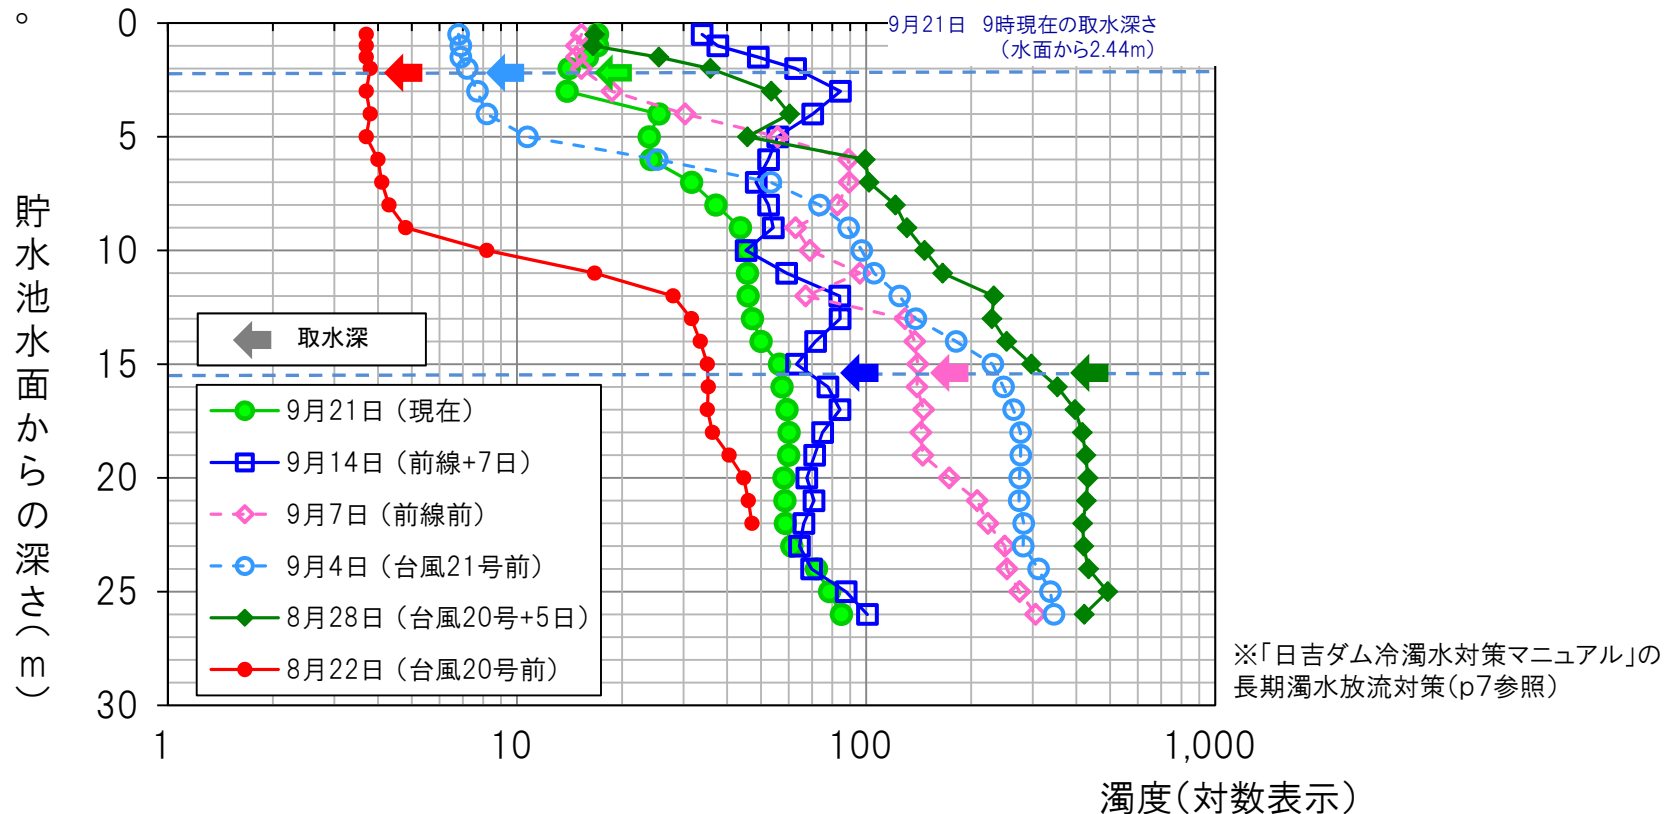 。
貯水池水面からの深さ(m)
0
5
10
15
20
25
30
9月21日 9時現在の取水深さ
(水面から2.44m)
取水深
9月21日(現在)
9月14日(前線+7日)
9月7日(前線前)
9月4日(台風21号前)
8月28日(台風20号+5日)
8月22日(台風20号前)
※「日吉ダム冷濁水対策マニュアル」の
長期濁水放流対策(p7参照)
1
10
100
1,000
濁度(対数表示)